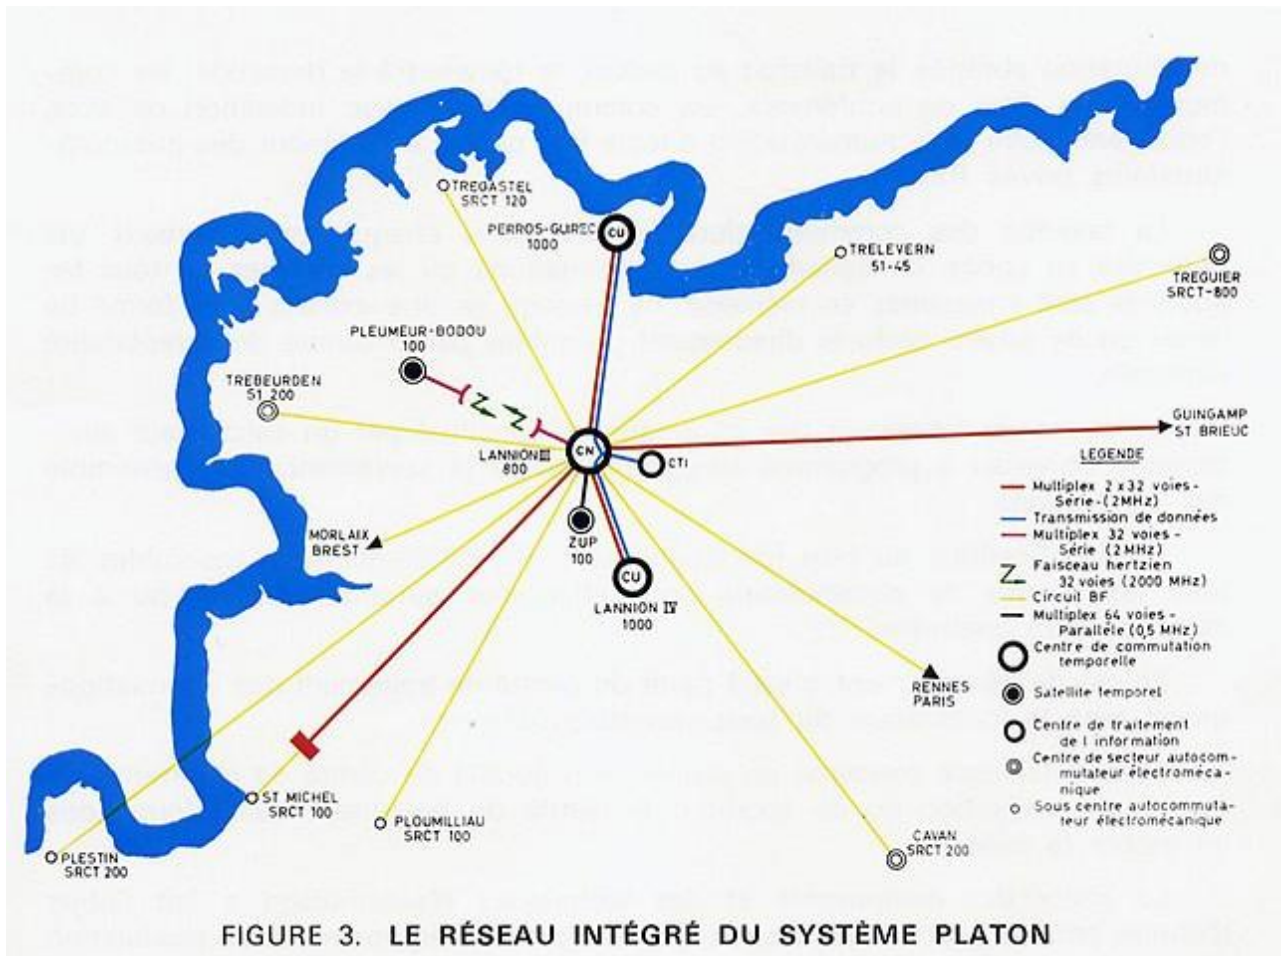 TREGASTEL
SRCT 120
PERROS-GUIREC
1000
CU
TRELEVERN
S1-45
TREGUIER
SRCT-800
PLEUMEUR-BODOU
100
TREBEURDEN
S1 200
GUINGAMP
ST BRIEUC
CN
LANNION III
800
CTI
ZUP
100
MORLAIX
BREST
CU
LANNION IV
1000
LEGENDE
Multiplex 2 x 32 voies -
Série - (2MHz)
Transmission de données
Multiplex 32 voies -
Série (2MHz)
Faisceau hertzien
32 voies (2000 MHz)
Circuit BF
Multiplex 64 voies -
Parallèle (0,5 MHz)
Centre de commutation
temporelle
Satellite temporel
Centre de traitement
de l information
Centre de secteur autocom-
mutateur électroméca-
nique
Sous centre autocommuta-
teur électromécanique
RENNES
PARIS
ST MICHEL
SRCT 100
PLOUMILLIAU
SRCT 100
PLESTIN
SRCT 200
CAVAN
SRCT 200
FIGURE 3. LE RÉSEAU INTÉGRÉ DU SYSTÈME PLATON